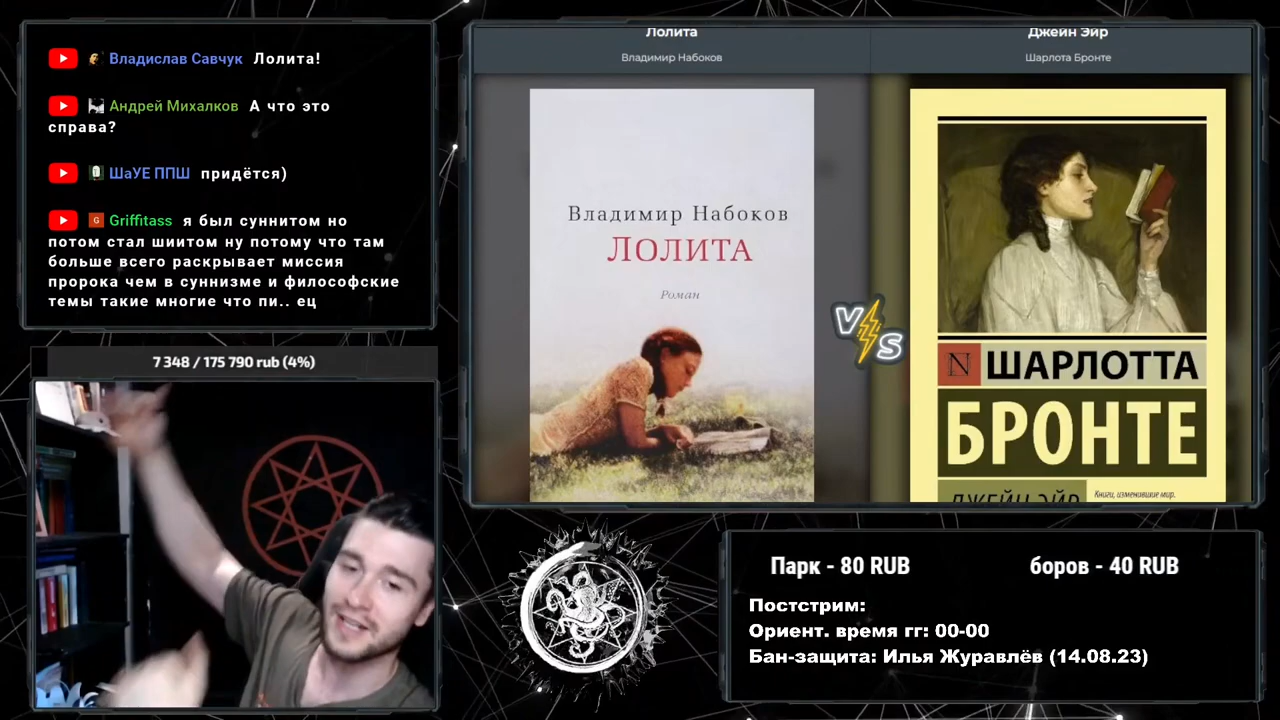 Владислав Савчук Лолита!
Андрей Михалков А что это
справа?
ШаУЕ ППШ придётся)
G Griffitass я был суннитом но
потом стал шиитом ну потому что там
больше всего раскрывает миссия
пророка чем в суннизме и философские
темы такие многие что пи.. ец
7 348 / 175 790 rub (4%)
Лолита
Владимир Набоков
Джейн Эйр
Шарлота Бронте
Владимир Набоков
ЛОЛИТА
Роман
VS
N ШАРЛОТТА
БРОНТЕ
ДЖЕЙН ЭЙР
Книги, изменившие мир.
Парк - 80 RUB
боров - 40 RUB
Постстрим:
Ориент. время гг: 00-00
Бан-защита: Илья Журавлёв (14.08.23)